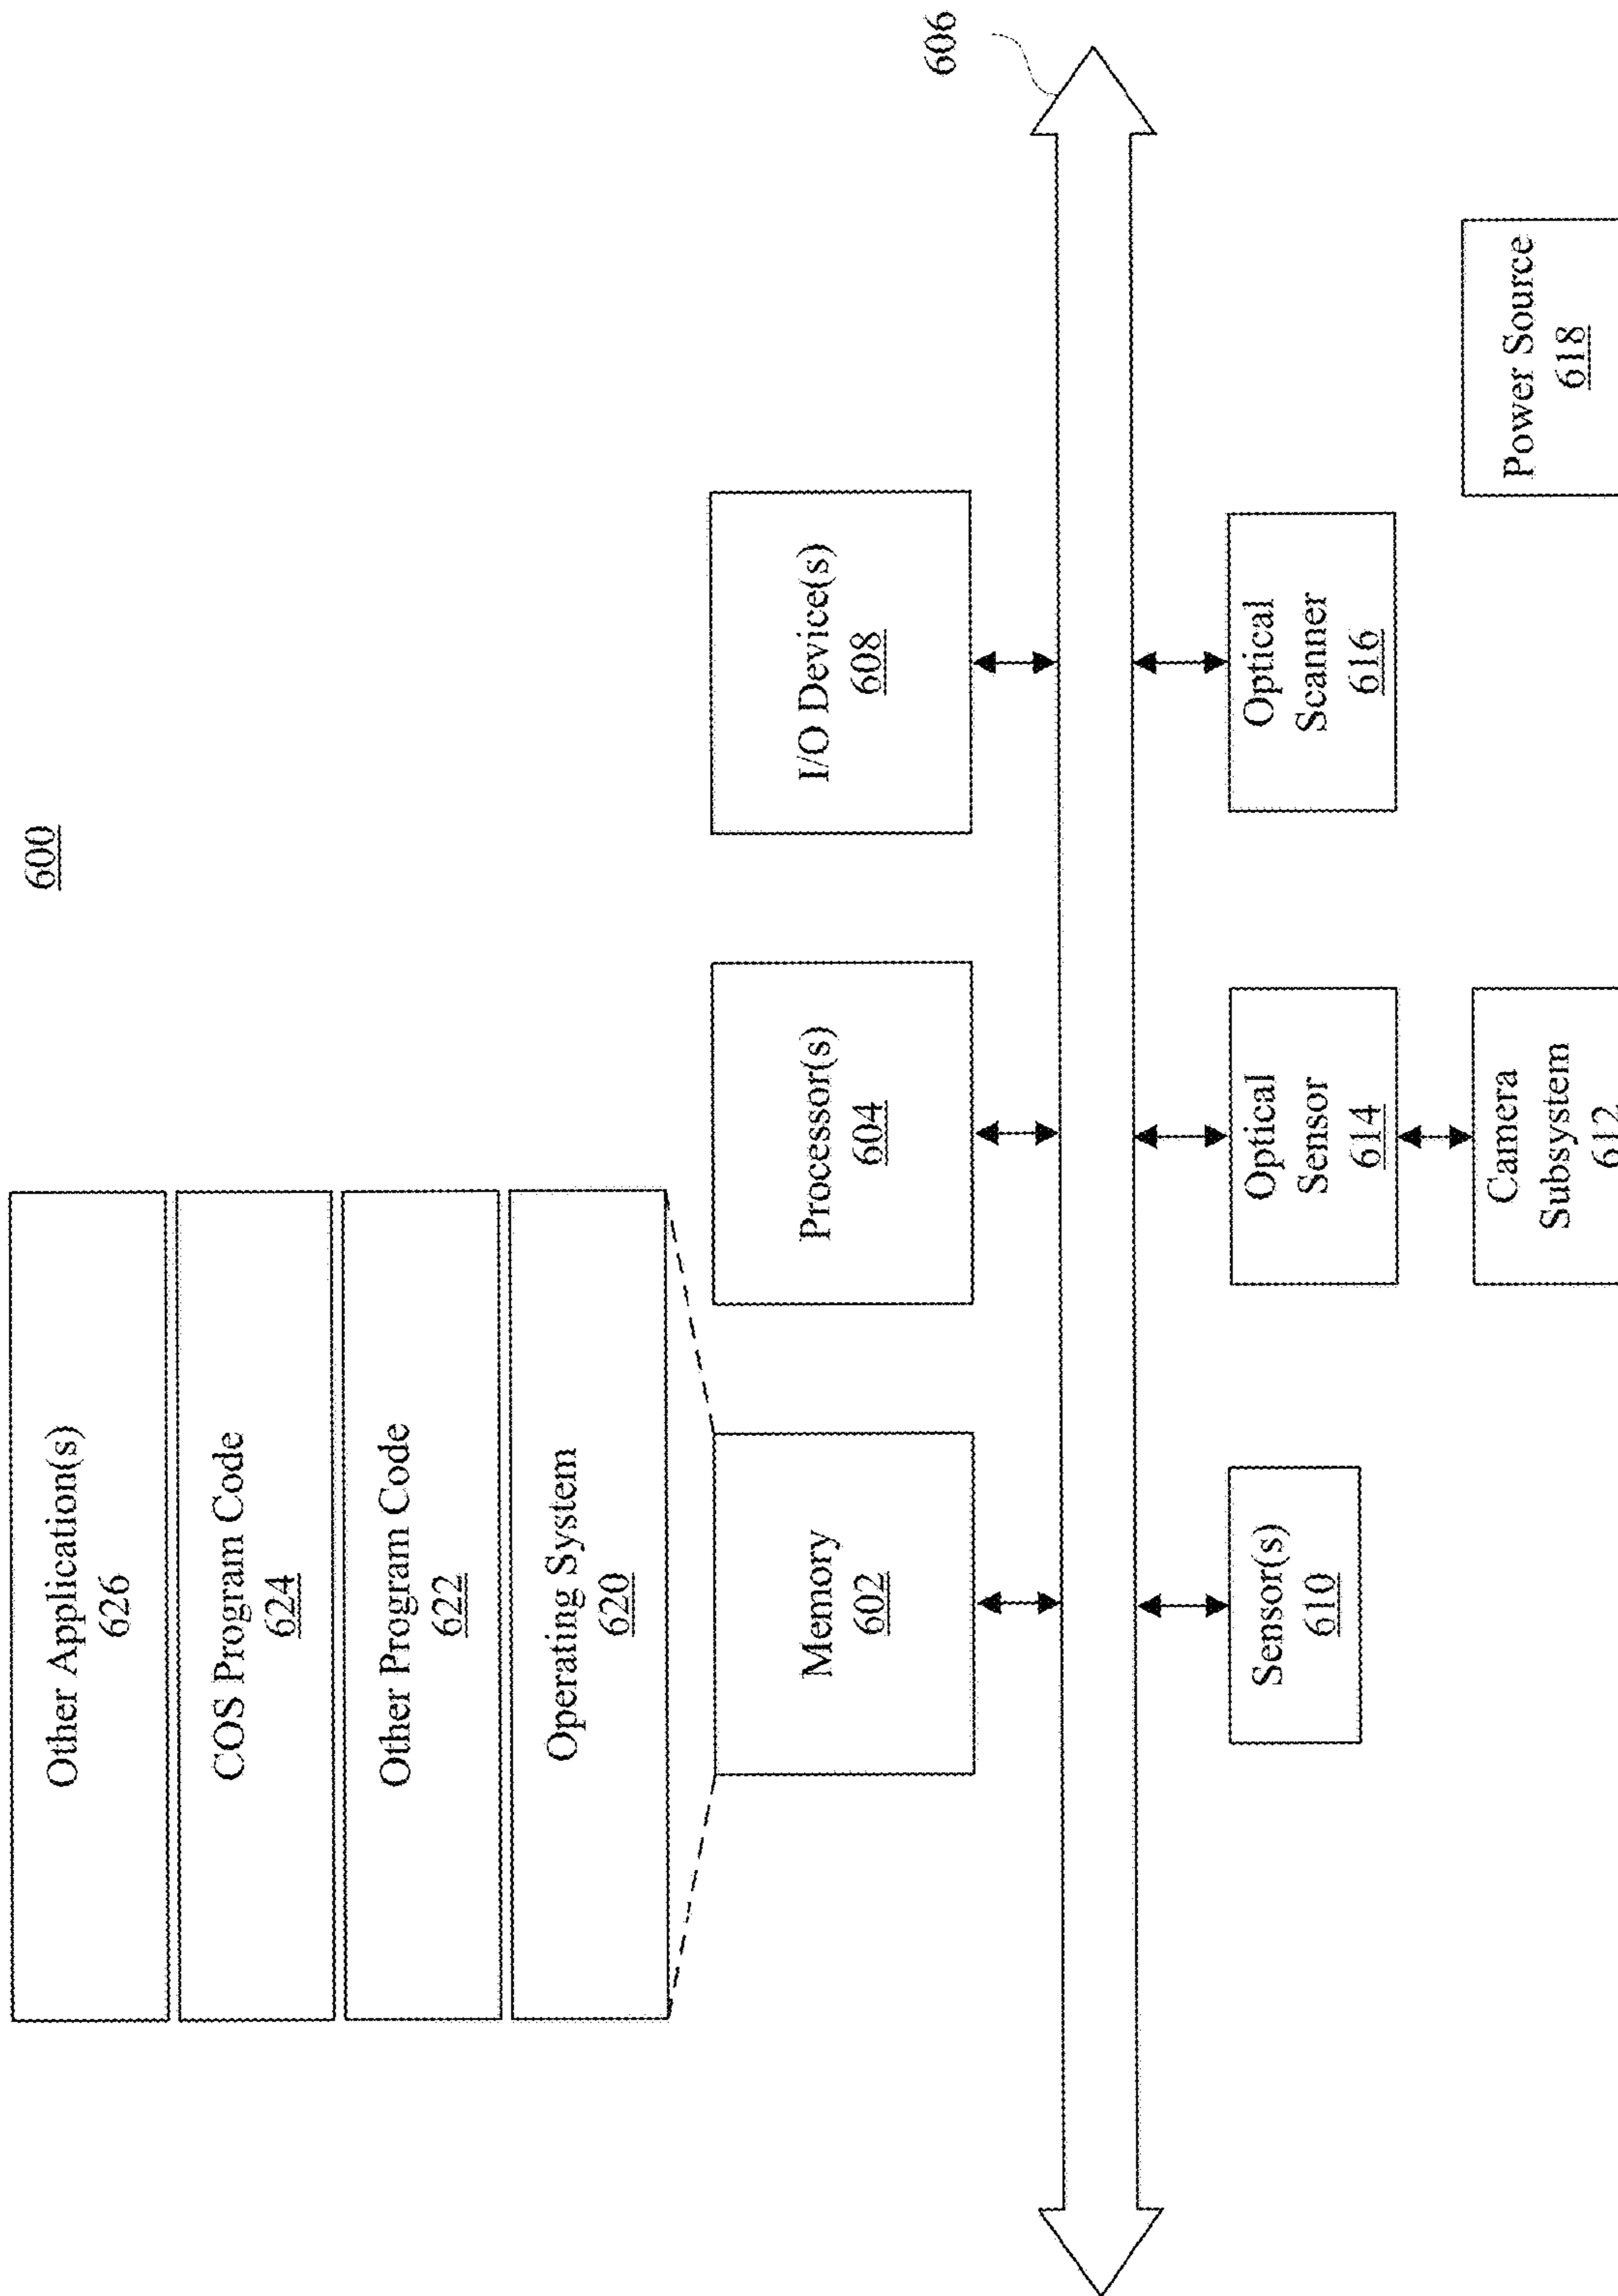 600
Other Application(s)
626
COS Program Code
624
Other Program Code
622
Operating System
620
Memory
602
Processor(s)
604
I/O Device(s)
608
606
Sensor(s)
610
Optical
Sensor
614
Optical
Scanner
616
Camera
Subsystem
612
Power Source
618